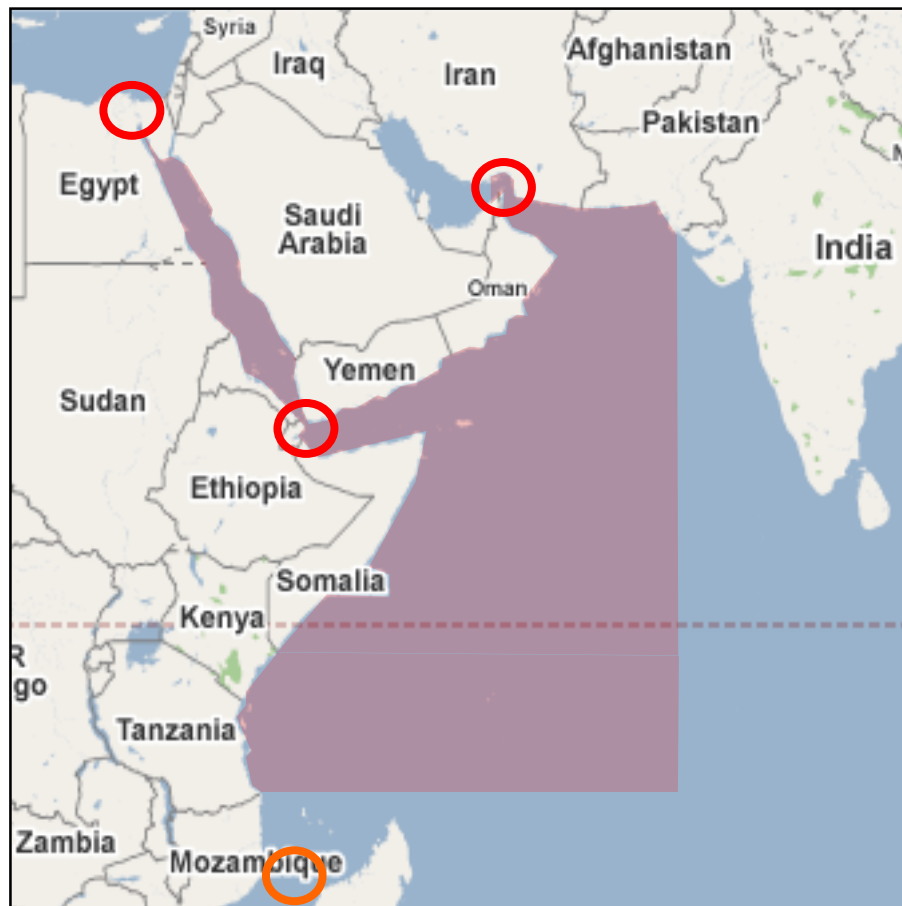 Syria
Iraq
Iran
Afghanistan
Pakistan
N
Egypt
Saudi
Arabia
India
Oman
Yemen
Sudan
Ethiopia
Somalia
Kenya
R
go
Tanzania
Zambia
Mozambique